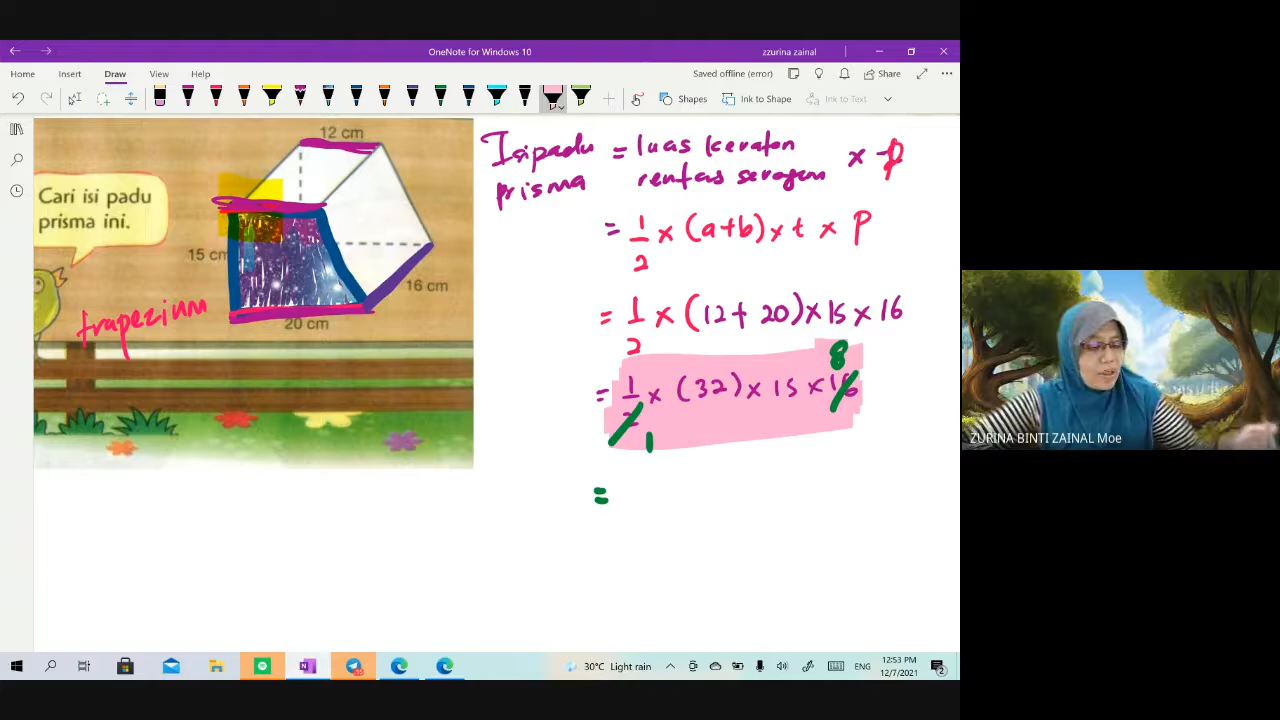 OneNote for Windows 10
zzurina zainal
Home Insert Draw View Help
Saved offline (error)
Share
Shapes
Ink to Shape
Ink to Text
12 cm
Cari isi padu
prisma ini.
15 cm
16 cm
20 cm
trapezium
Isipadu prisma = luas keratan rentas seragam x p
= 1/2 x (a+b) x t x p
= 1/2 x (12 + 20) x 15 x 16
8
= 1/2 x (32) x 15 x 16
1
=
ZURINA BINTI ZAINAL Moe
30°C Light rain
ENG
12:53 PM
12/7/2021
2